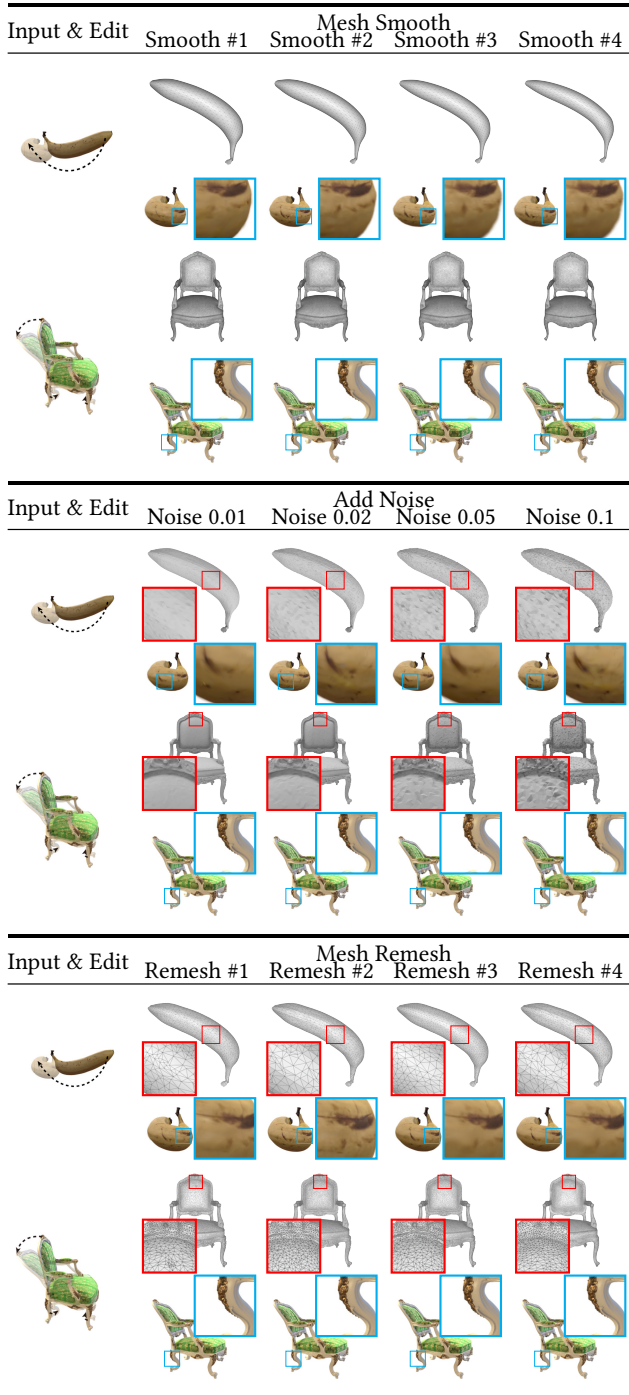 Mesh Smooth
Input & Edit Smooth #1 Smooth #2 Smooth #3 Smooth #4
Add Noise
Input & Edit Noise 0.01 Noise 0.02 Noise 0.05 Noise 0.1
Mesh Remesh
Input & Edit Remesh #1 Remesh #2 Remesh #3 Remesh #4